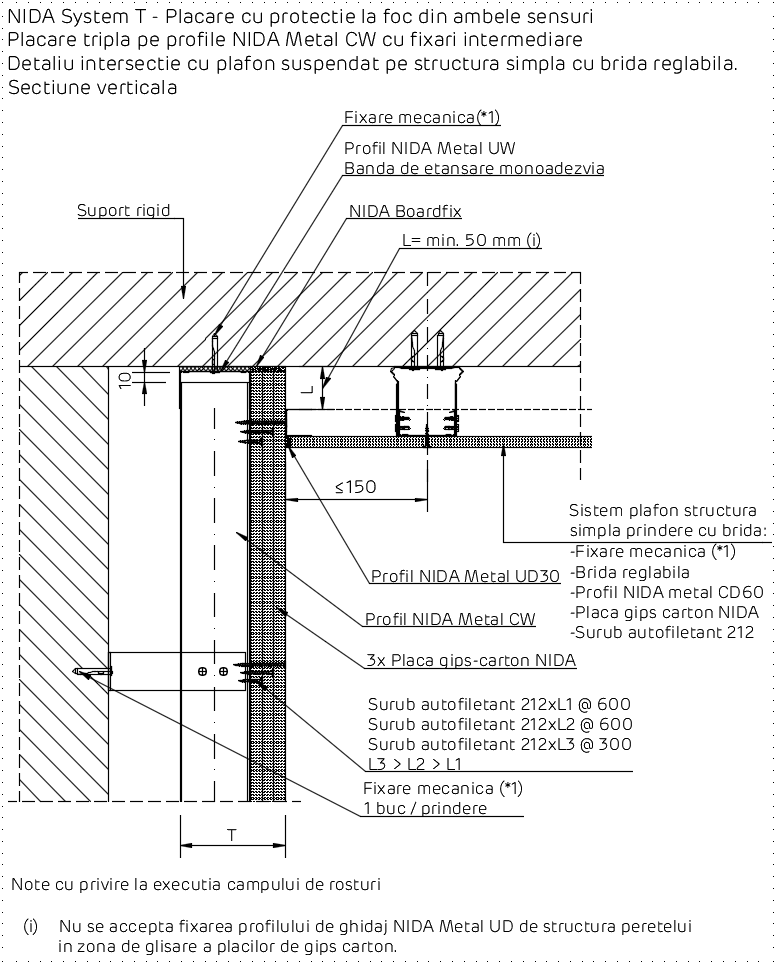 NIDA System T - Placare cu protectie la foc din ambele sensuri
Placare tripla pe profile NIDA Metal CW cu fixari intermediare
Detaliu intersectie cu plafon suspendat pe structura simpla cu brida reglabila.
Sectiune verticala
Fixare mecanica(*1)
Profil NIDA Metal UW
Banda de etansare monoadezvia
Suport rigid
NIDA Boardfix
L= min. 50 mm (i)
10
L
≤150
Sistem plafon structura
simpla prindere cu brida:
-Fixare mecanica (*1)
-Brida reglabila
-Profil NIDA metal CD60
-Placa gips carton NIDA
-Surub autofiletant 212
Profil NIDA Metal UD30
Profil NIDA Metal CW
3x Placa gips-carton NIDA
Surub autofiletant 212xL1 @ 600
Surub autofiletant 212xL2 @ 600
Surub autofiletant 212xL3 @ 300
L3 > L2 > L1
Fixare mecanica (*1)
1 buc / prindere
T
Note cu privire la executia campului de rosturi
(i) Nu se accepta fixarea profilului de ghidaj NIDA Metal UD de structura peretelui
in zona de glisare a placilor de gips carton.